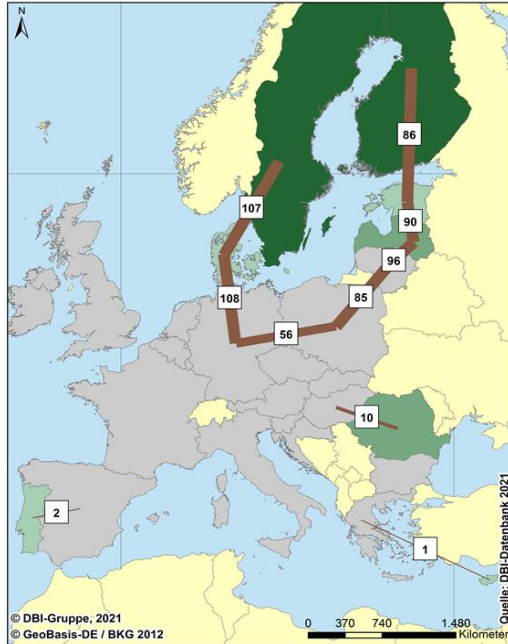 N
86
107
90
96
108
85
56
10
2
1
Quelle: DBI-Datenbank 2021
© DBI-Gruppe, 2021
© GeoBasis-DE / BKG 2012
0 370 740 1.480
Kilometer